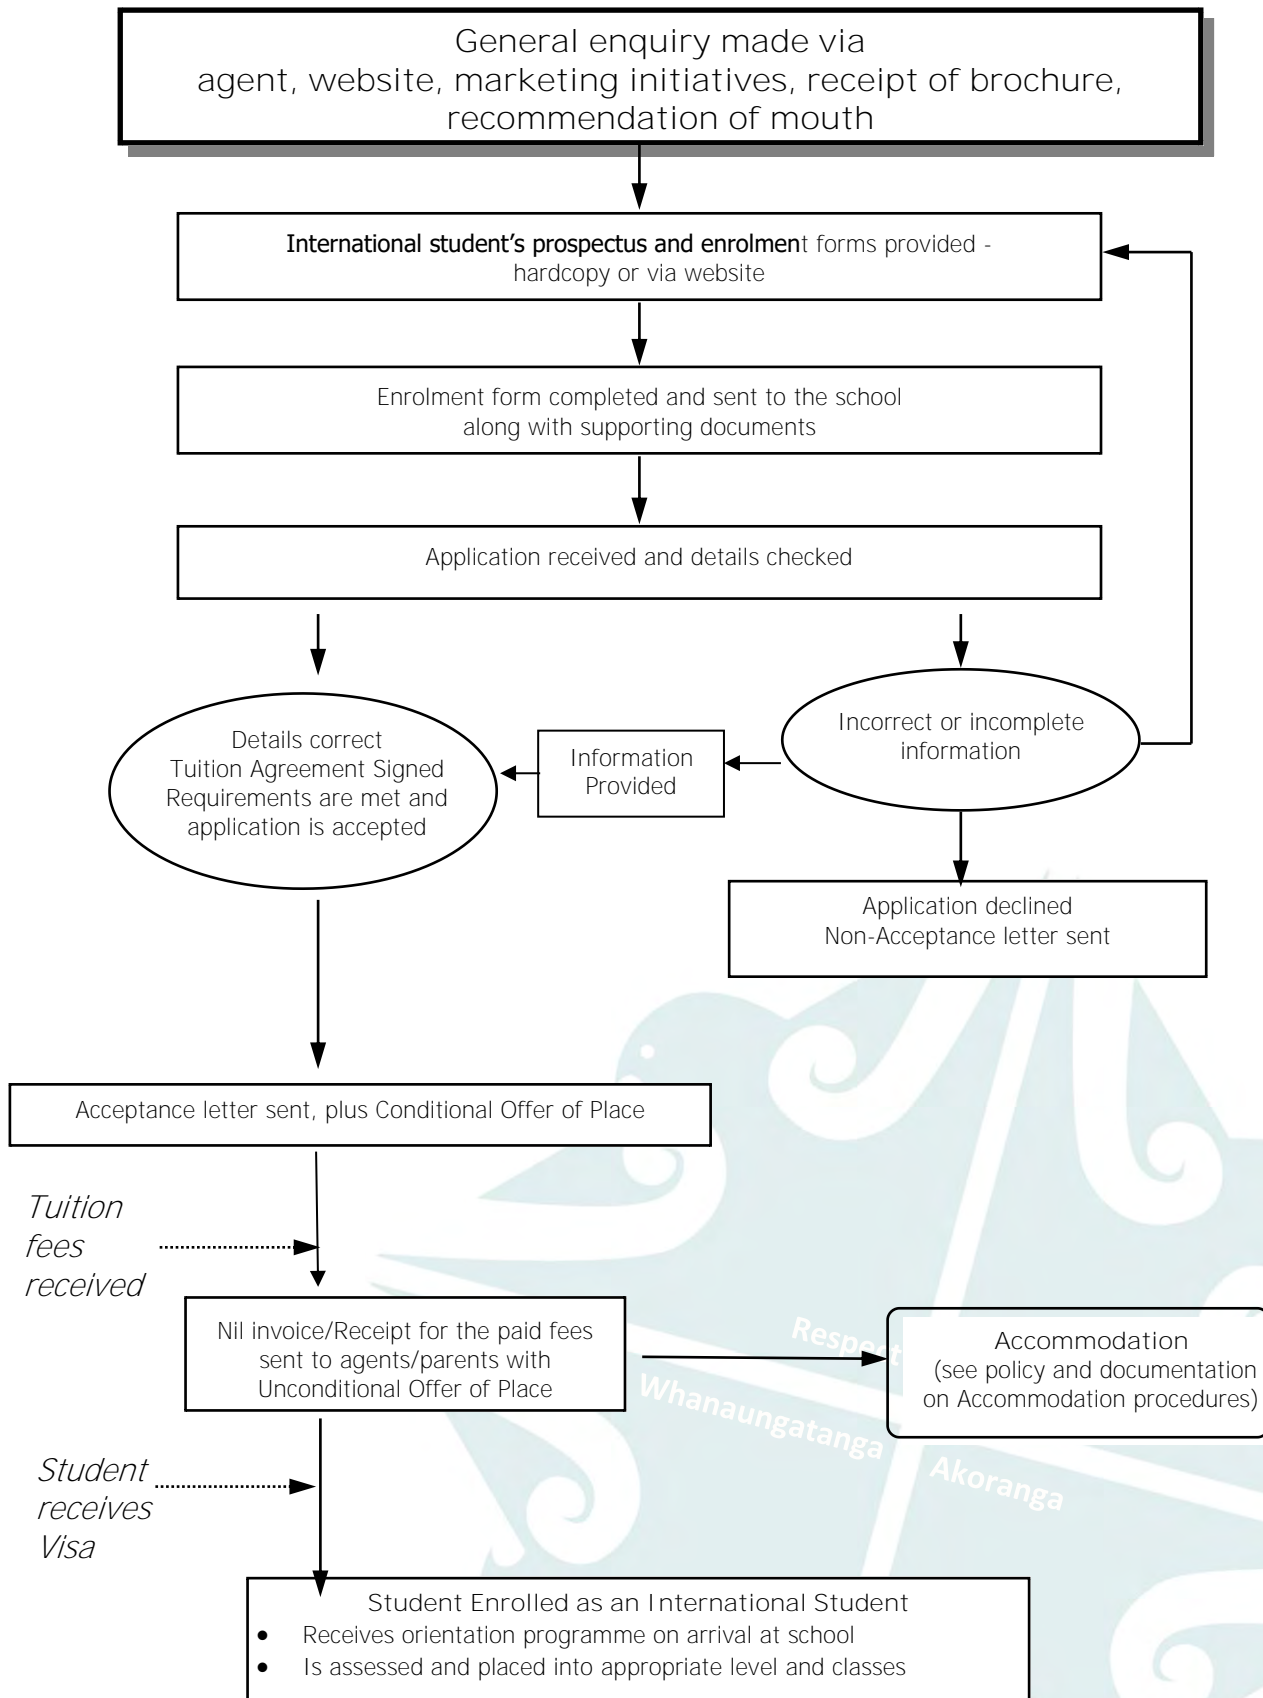 General enquiry made via
agent, website, marketing initiatives, receipt of brochure,
recommendation of mouth
International student's prospectus and enrolment forms provided -
hardcopy or via website
Enrolment form completed and sent to the school
along with supporting documents
Application received and details checked
Details correct
Tuition Agreement Signed
Requirements are met and
application is accepted
Information
Provided
Incorrect or incomplete
information
Application declined
Non-Acceptance letter sent
Acceptance letter sent, plus Conditional Offer of Place
Tuition
fees
received
Nil invoice/Receipt for the paid fees
sent to agents/parents with
Unconditional Offer of Place
Respect
Accommodation
(see policy and documentation
on Accommodation procedures)
Whanaungatanga
Akoranga
Student
receives
Visa
Student Enrolled as an International Student
• Receives orientation programme on arrival at school
• Is assessed and placed into appropriate level and classes